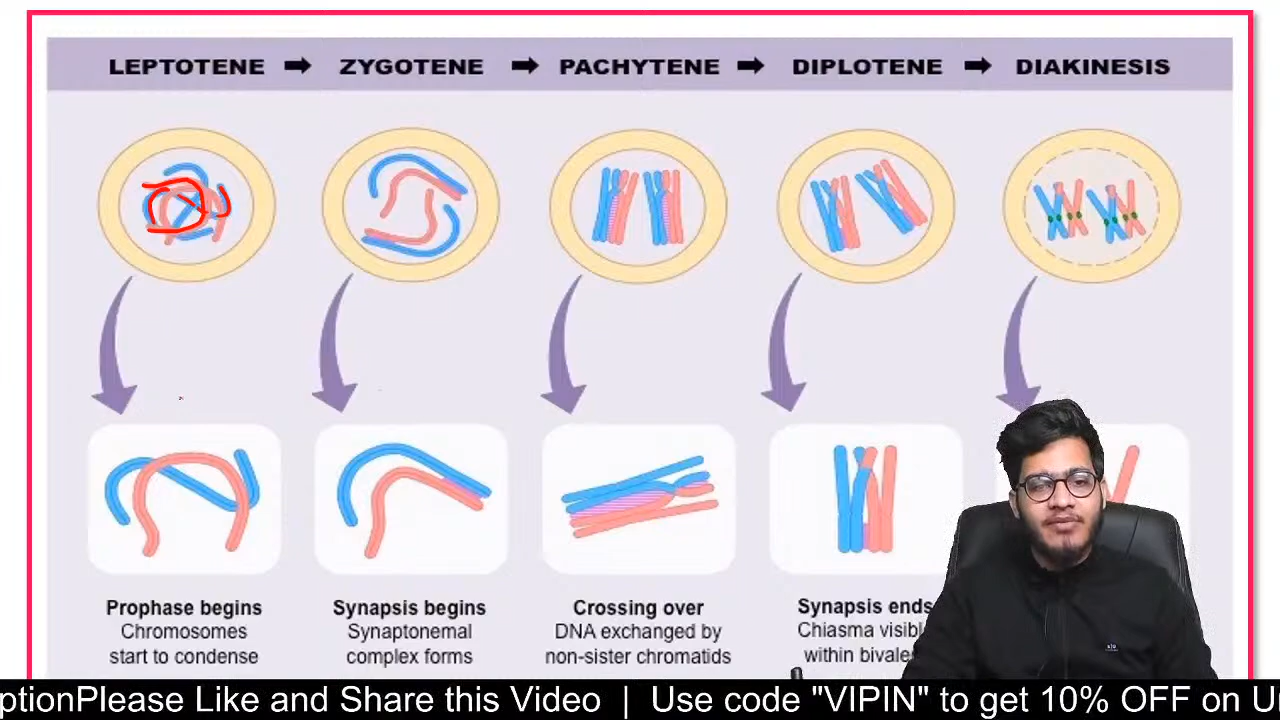 LEPTOTENE ➡ ZYGOTENE ➡ PACHYTENE ➡ DIPLOTENE ➡ DIAKINESIS
Prophase begins
Chromosomes
start to condense
Synapsis begins
Synaptonemal
complex forms
Crossing over
DNA exchanged by
non-sister chromatids
Synapsis ends
Chiasma
within
ptionPlease Like and Share this Video | Use code "VIPIN" to get 10% OFF on